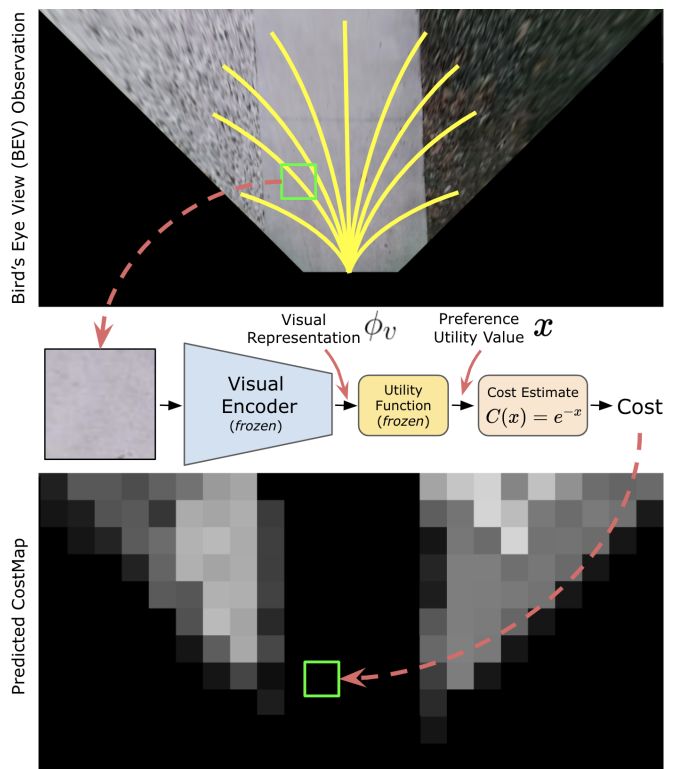 Bird's Eye View (BEV) Observation
Visual
Representation ϕv
Preference
Utility Value x
Visual
Encoder
(frozen)
Utility
Function
(frozen)
Cost Estimate
C(x) = e^{-x}
Cost
Predicted CostMap